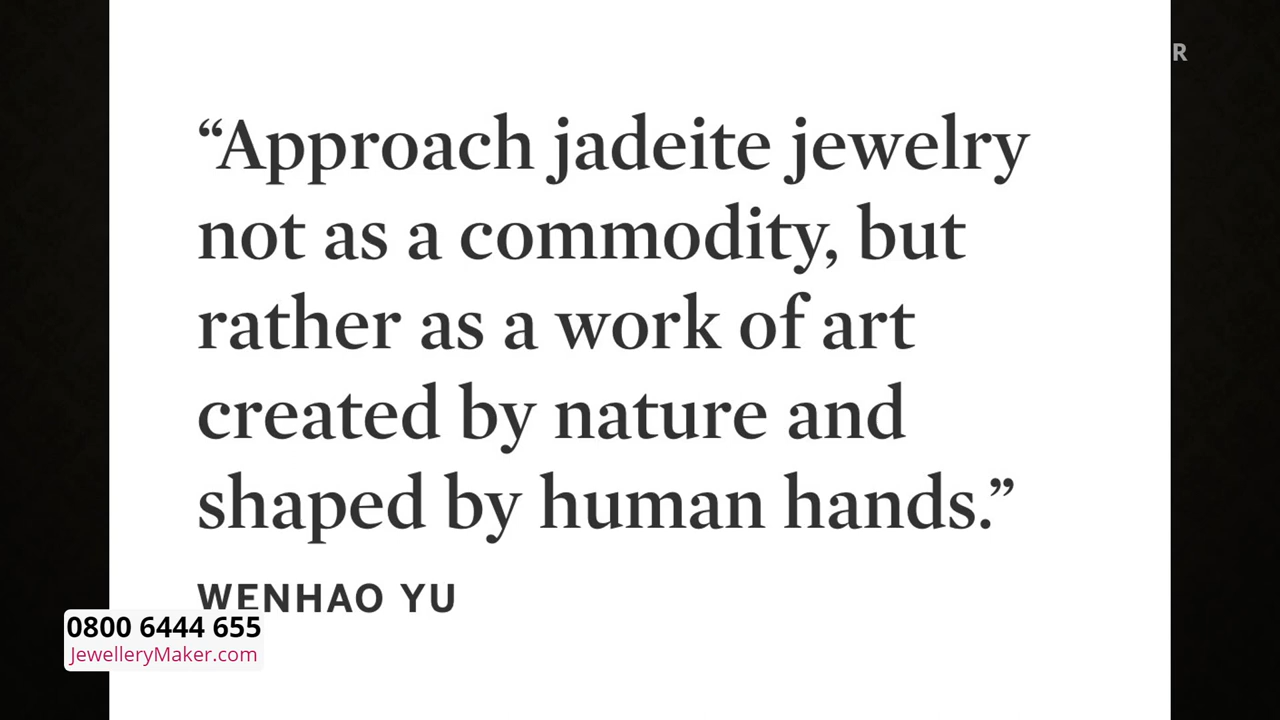 R
“Approach jadeite jewelry
not as a commodity, but
rather as a work of art
created by nature and
shaped by human hands.”
WENHAO YU
0800 6444 655
JewelleryMaker.com